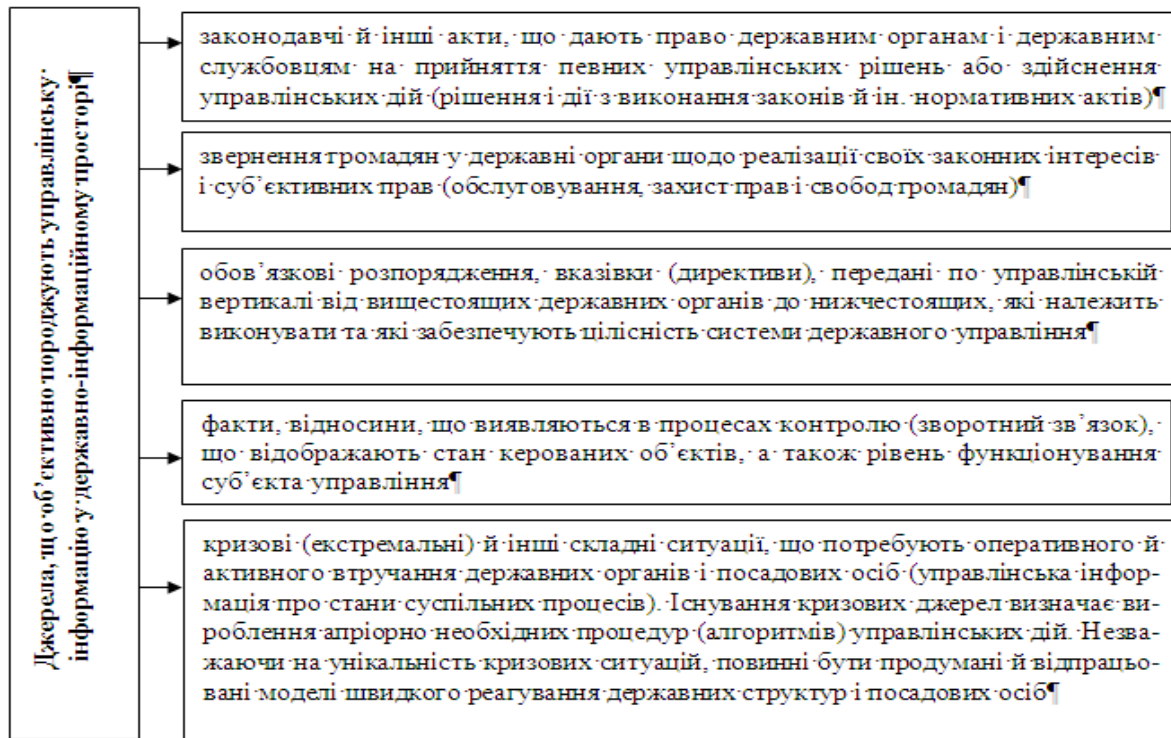 Джерела, що об’єктивно породжують управлінську
інформацію у державно-інформаційному просторі¶
законодавчі й інші акти, що дають право державним органам і державним
службовцям на прийняття певних управлінських рішень або здійснення
управлінських дій (рішення і дії з виконання законів й ін. нормативних актів)¶
звернення громадян у державні органи щодо реалізації своїх законних інтересів
і суб’єктивних прав (обслуговування, захист прав і свобод громадян)¶
обов’язкові розпорядження, вказівки (директиви), передані по управлінській
вертикалі від вищестоящих державних органів до нижчестоящих, які належить
виконувати та які забезпечують цілісність системи державного управління¶
факти, відносини, що виявляються в процесах контролю (зворотний зв’язок),
що відображають стан керованих об’єктів, а також рівень функціонування
суб’єкта управління¶
кризові (екстремальні) й інші складні ситуації, що потребують оперативного й
активного втручання державних органів і посадових осіб (управлінська інфор-
мація про стани суспільних процесів). Існування кризових джерел визначає ви-
роблення апріорно необхідних процедур (алгоритмів) управлінських дій. Незва-
жаючи на унікальність кризових ситуацій, повинні бути продумані й відпрацьо-
вані моделі швидкого реагування державних структур і посадових осіб¶